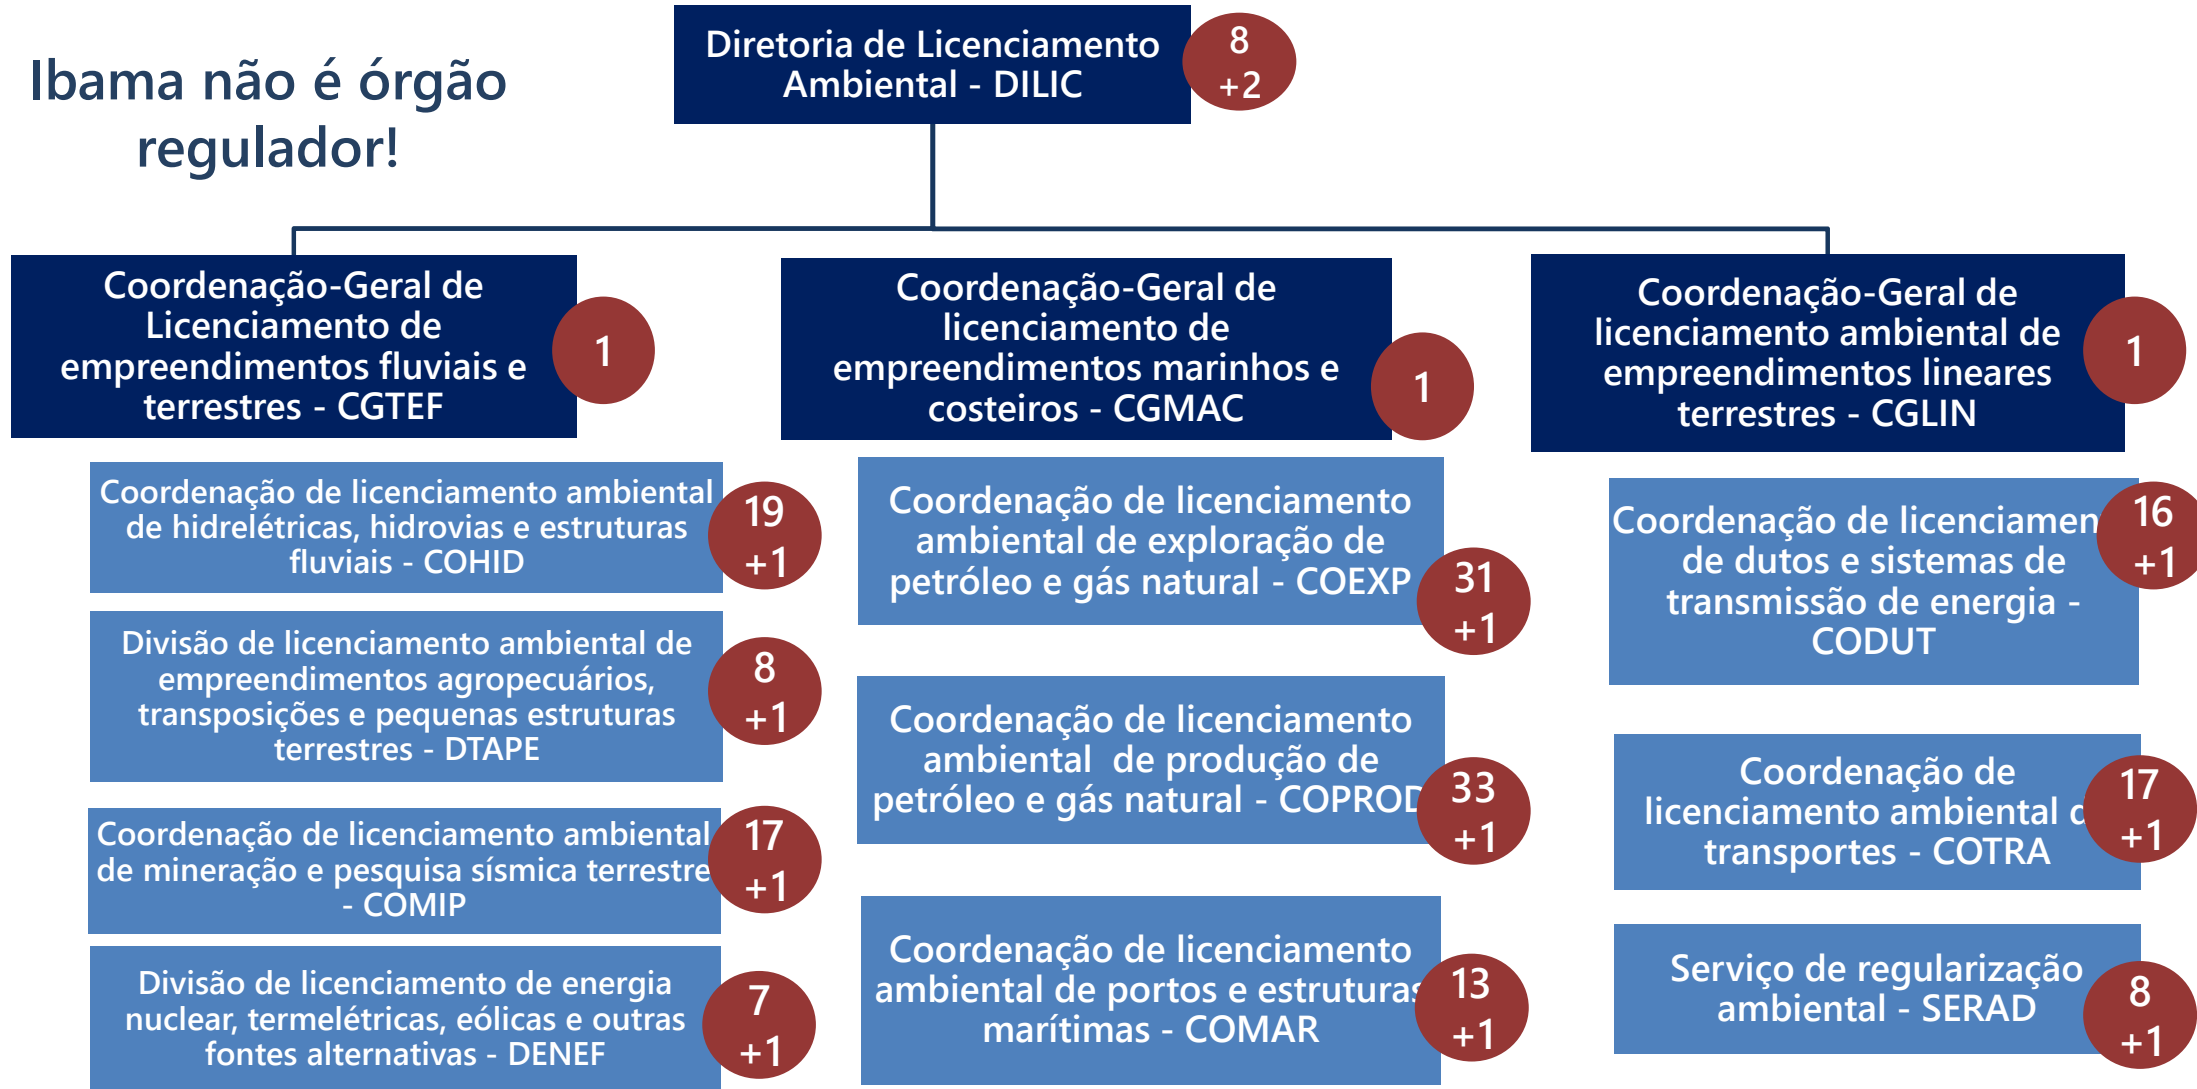 Ibama não é órgão
regulador!
Diretoria de Licenciamento
Ambiental - DILIC
8
+2
Coordenação-Geral de
Licenciamento de
empreendimentos fluviais e
terrestres - CGTEF
1
Coordenação-Geral de
licenciamento de
empreendimentos marinhos e
costeiros - CGMAC
1
Coordenação-Geral de
licenciamento ambiental de
empreendimentos lineares
terrestres - CGLIN
1
Coordenação de licenciamento ambiental
de hidrelétricas, hidrovias e estruturas
fluviais - COHID
19
+1
Divisão de licenciamento ambiental de
empreendimentos agropecuários,
transposições e pequenas estruturas
terrestres - DTAPE
8
+1
Coordenação de licenciamento ambiental
de mineração e pesquisa sísmica terrestre
- COMIP
17
+1
Divisão de licenciamento de energia
nuclear, termelétricas, eólicas e outras
fontes alternativas - DENEF
7
+1
Coordenação de licenciamento
ambiental de exploração de
petróleo e gás natural - COEXP
31
+1
Coordenação de licenciamento
ambiental de produção de
petróleo e gás natural - COPROD
33
+1
Coordenação de licenciamento
ambiental de portos e estruturas
marítimas - COMAR
13
+1
Coordenação de licenciamen
de dutos e sistemas de
transmissão de energia -
CODUT
16
+1
Coordenação de
licenciamento ambiental
transportes - COTRA
17
+1
Serviço de regularização
ambiental - SERAD
8
+1